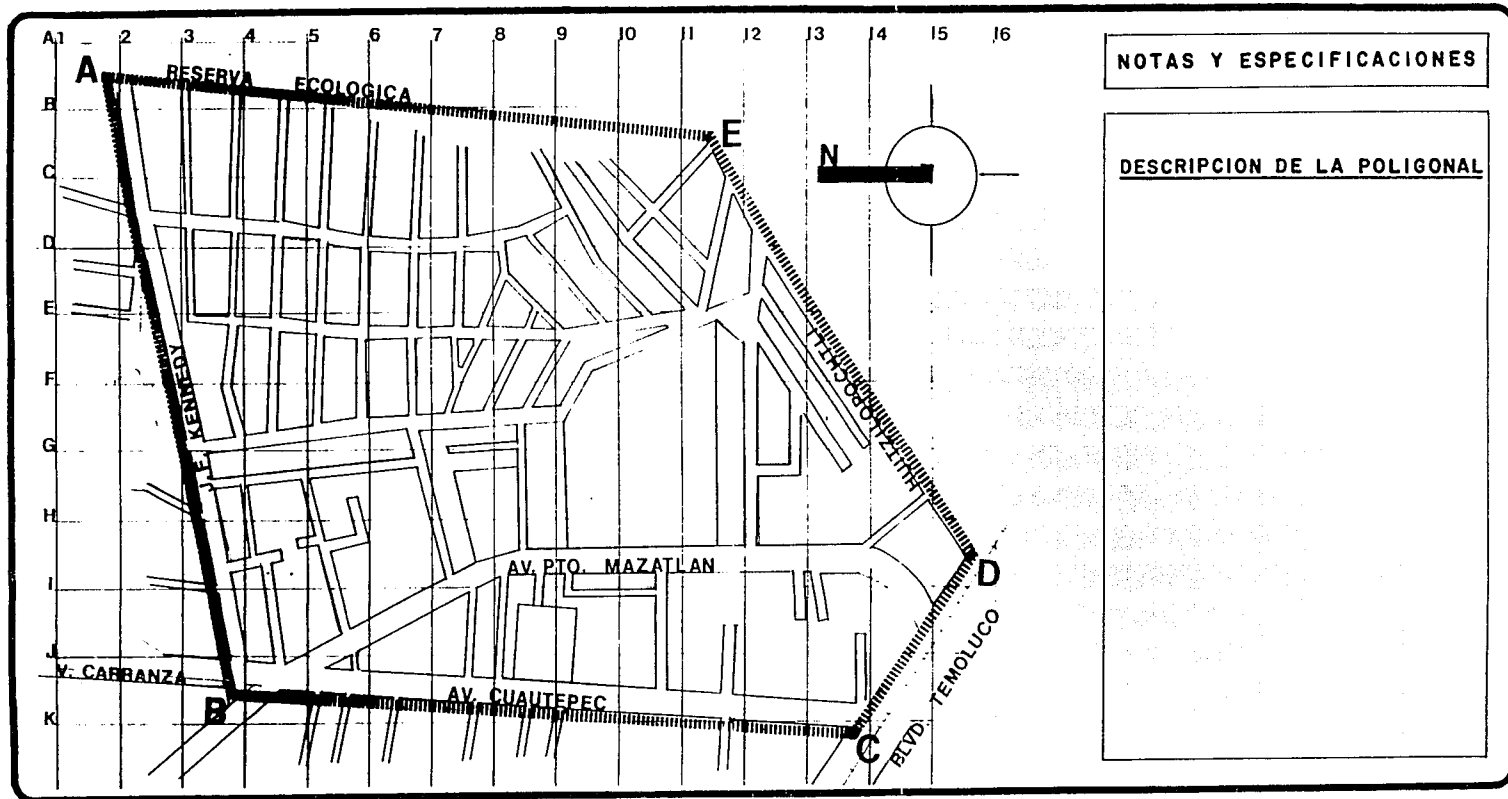 A1 2 3 4 5 6 7 8 9 10 11 12 13 14 15 16
A
RESERVA ECOLOGICA
B
E
C
N
D
E
F
J. F. KENNEDY
HUITZILOPOCHTLI
G
H
AV. PTO. MAZATLAN
I
D
J
V. CARRANZA
B
AV. CUAUTEPEC
K
C
BLVD TEMOLUCO
NOTAS Y ESPECIFICACIONES
DESCRIPCION DE LA POLIGONAL